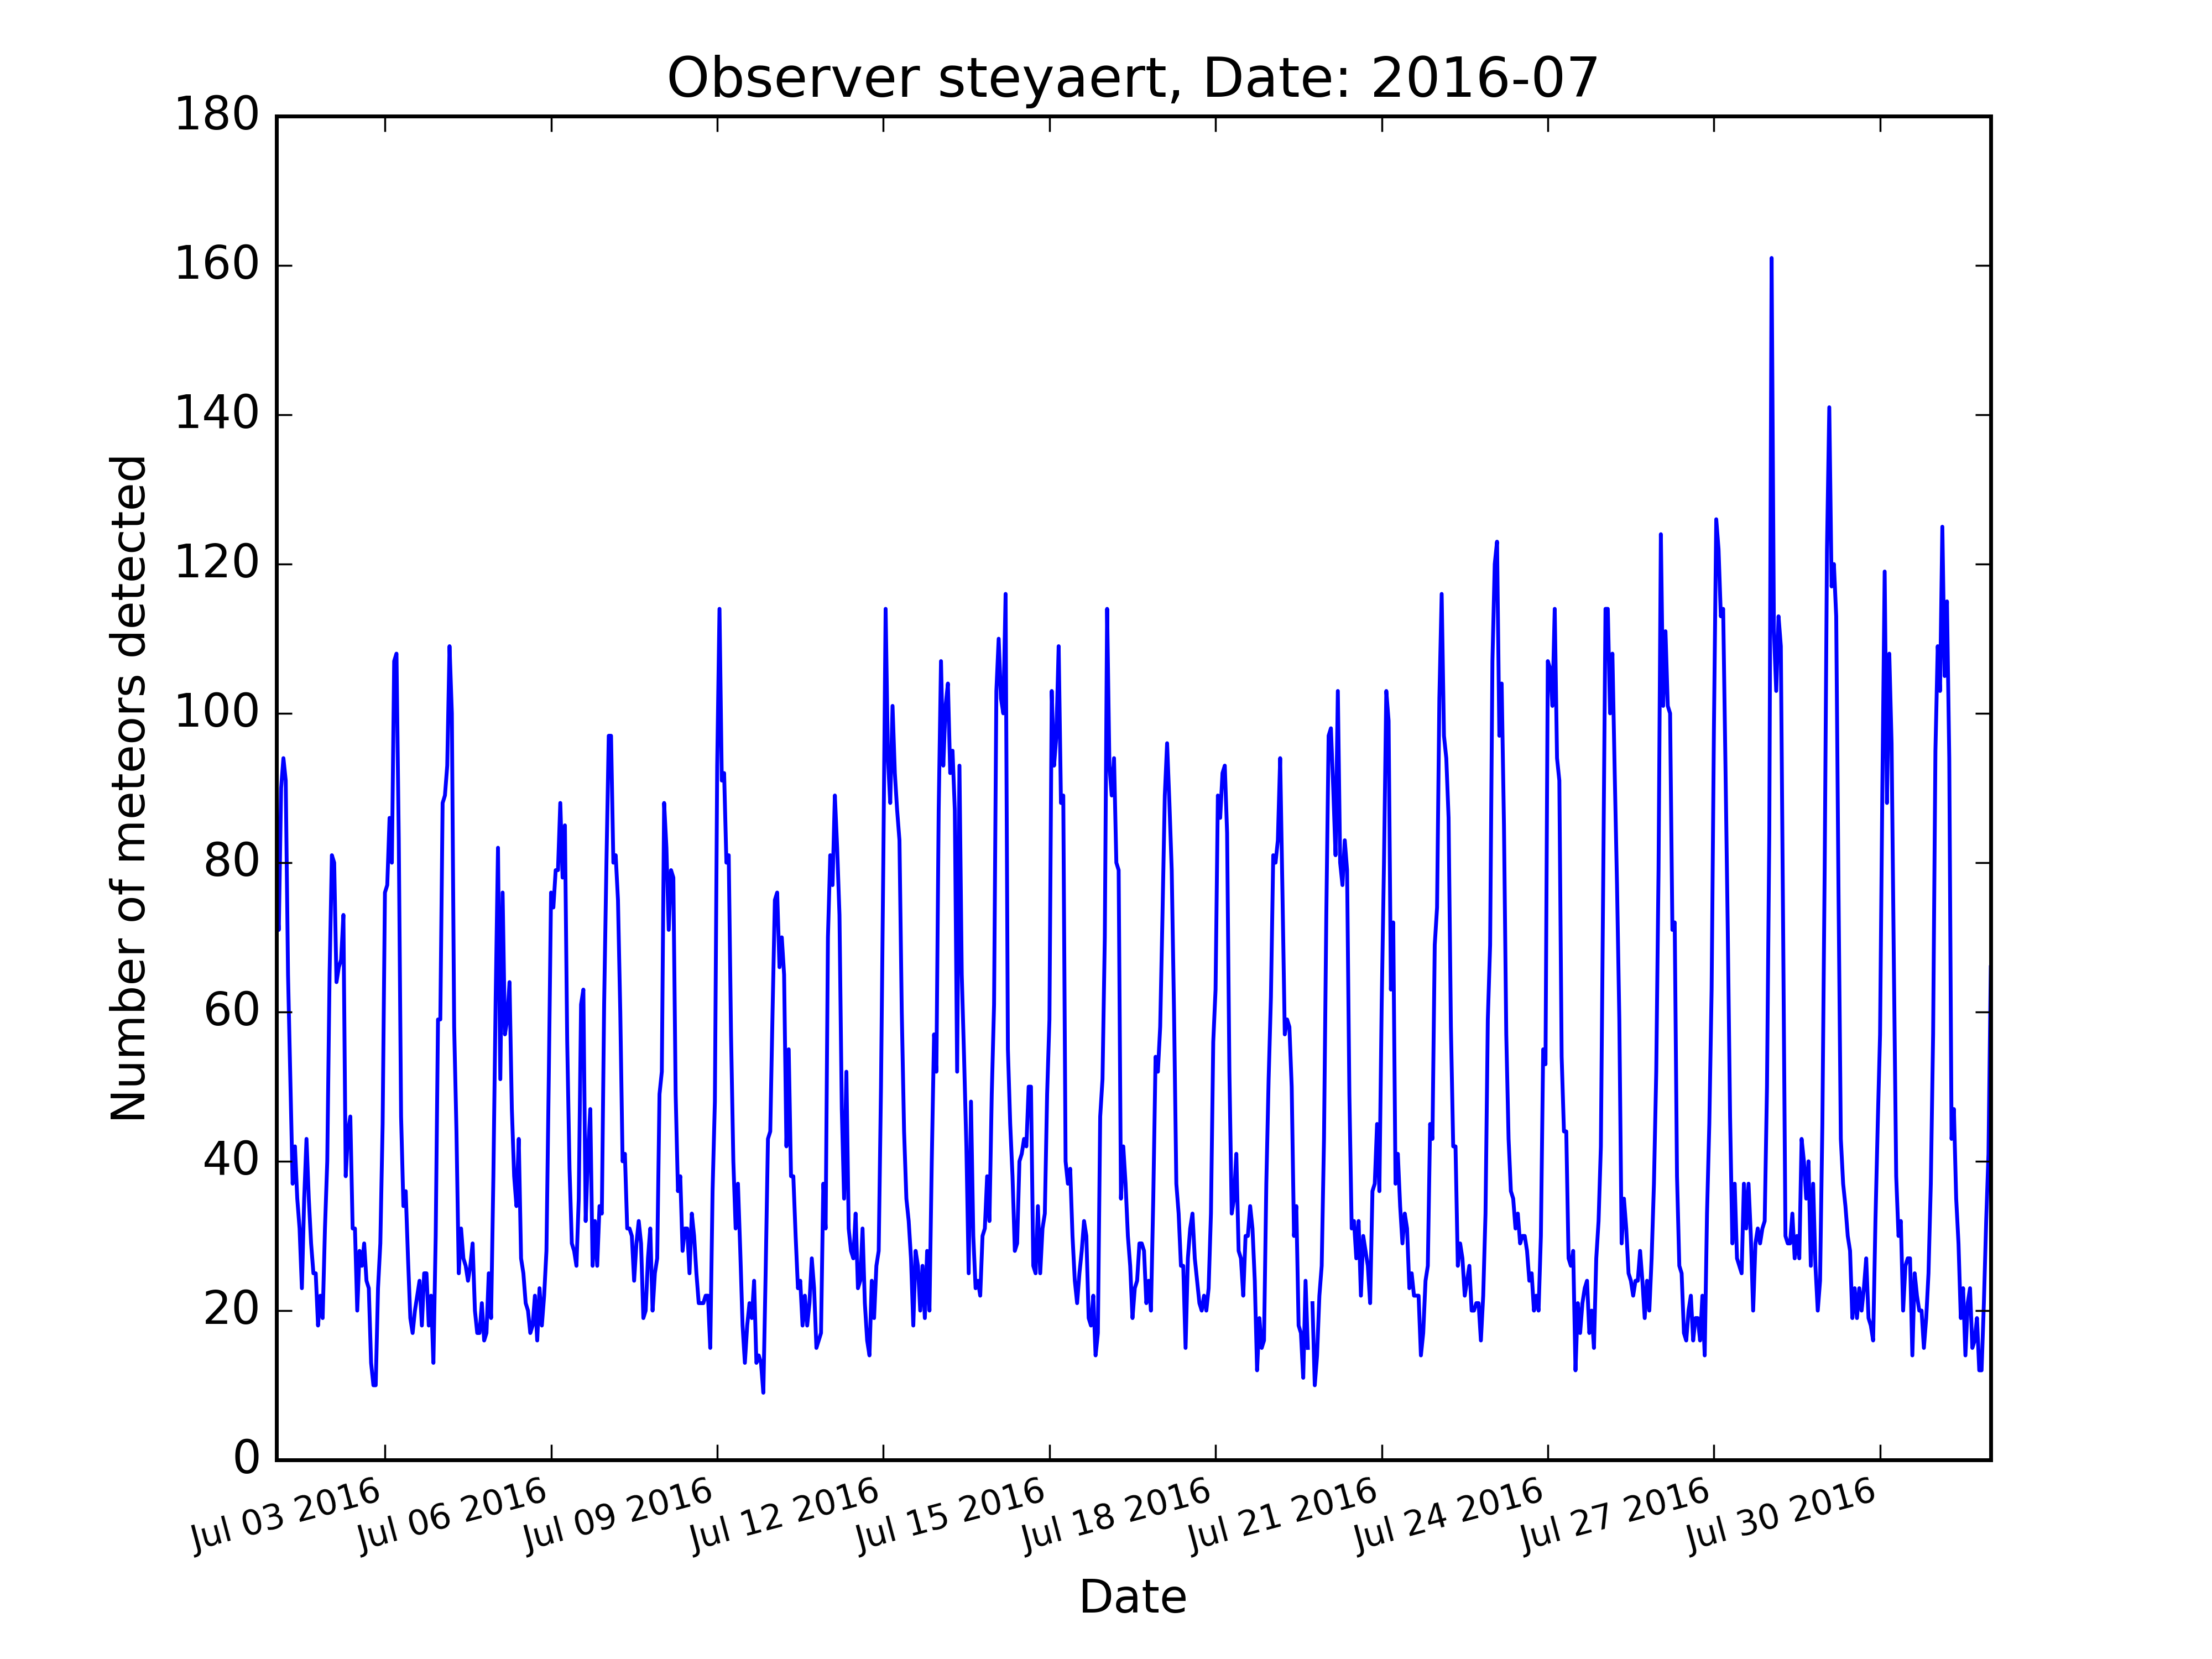 Observer steyaert, Date: 2016-07
180
160
140
120
100
80
60
40
20
0
Number of meteors detected
Jul 03 2016
Jul 06 2016
Jul 09 2016
Jul 12 2016
Jul 15 2016
Jul 18 2016
Jul 21 2016
Jul 24 2016
Jul 27 2016
Jul 30 2016
Date